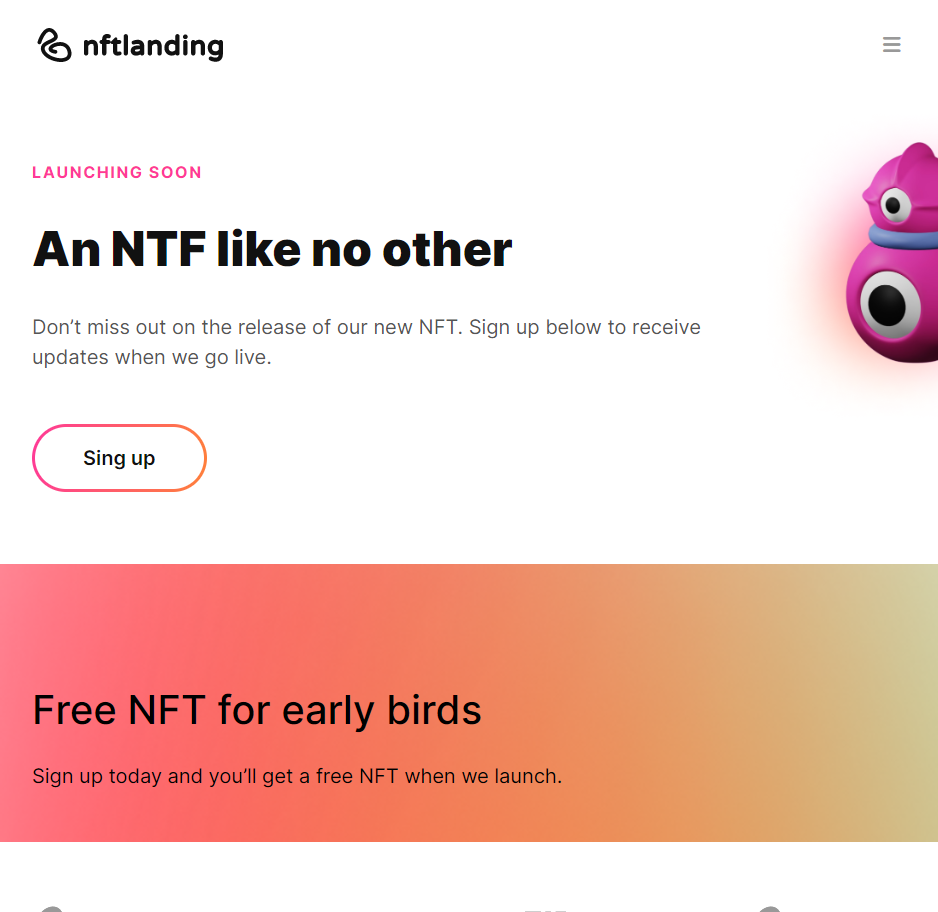 nftlanding
LAUNCHING SOON
An NTF like no other
Don’t miss out on the release of our new NFT. Sign up below to receive
updates when we go live.
Sing up
Free NFT for early birds
Sign up today and you’ll get a free NFT when we launch.